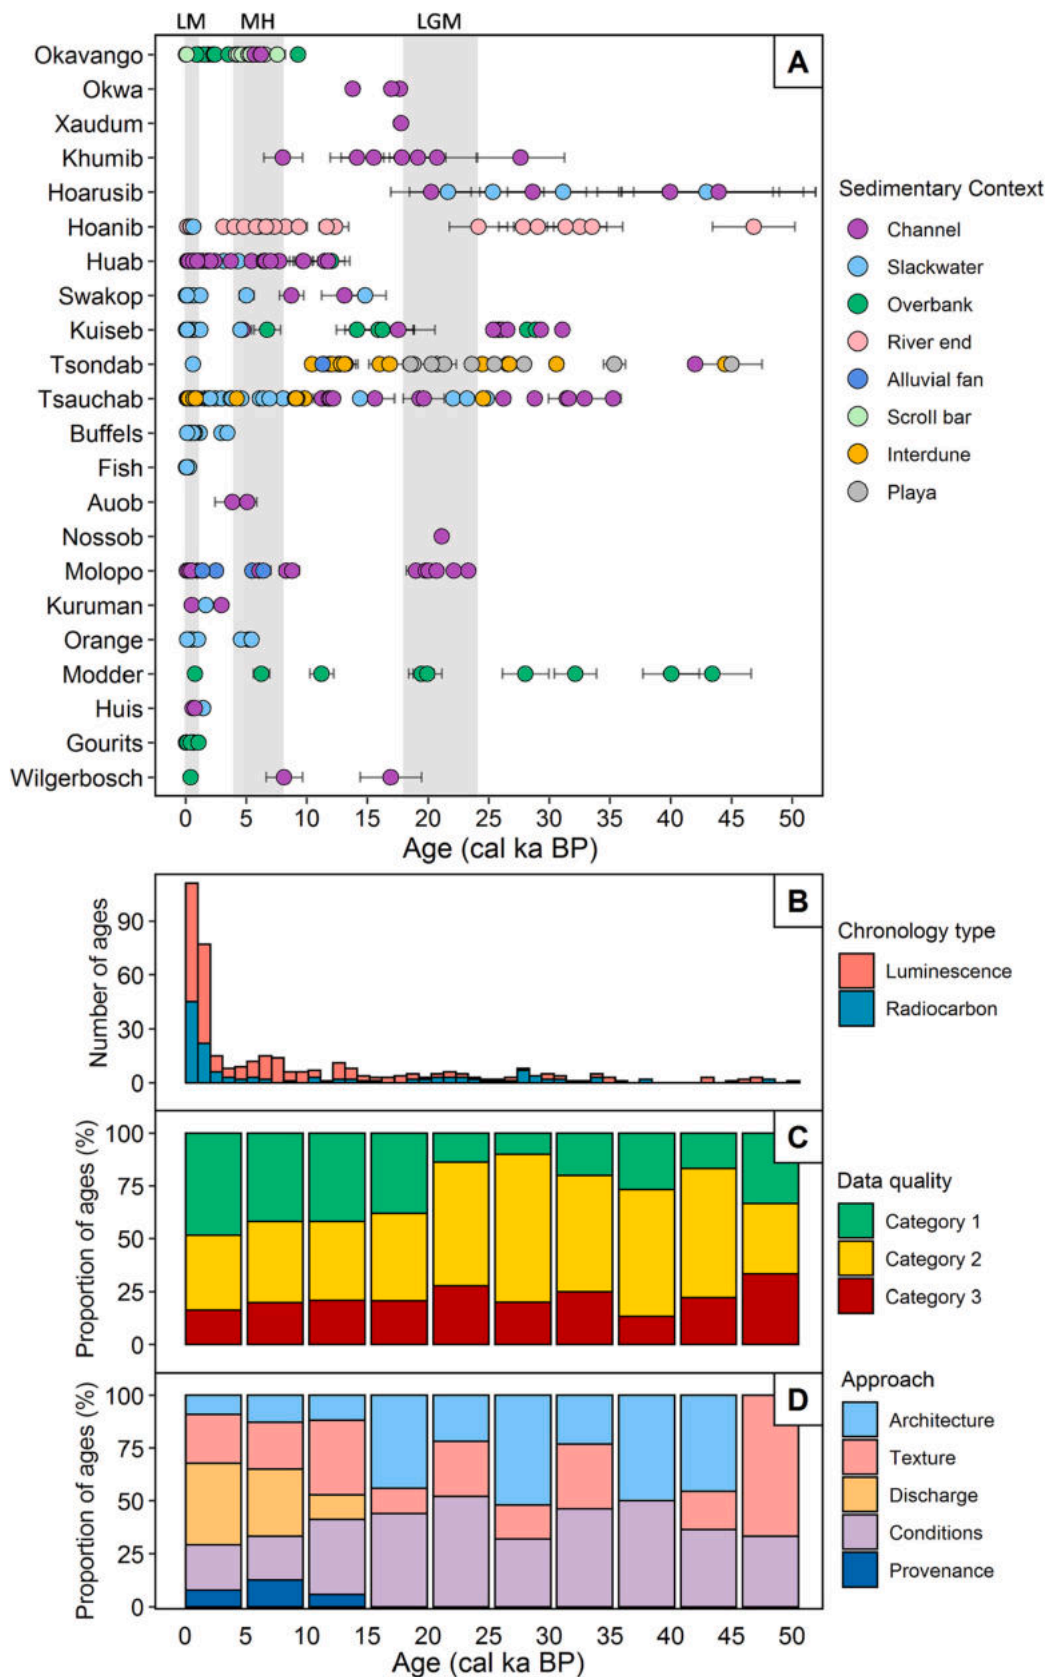 LM MH LGM
A
Okavango
Okwa
Xaudum
Khumib
Hoarusib
Hoanib
Huab
Swakop
Kuiseb
Tsondab
Tsauchab
Buffels
Fish
Auob
Nossob
Molopo
Kuruman
Orange
Modder
Huis
Gourits
Wilgerbosch
0 5 10 15 20 25 30 35 40 45 50
Age (cal ka BP)
Sedimentary Context
Channel
Slackwater
Overbank
River end
Alluvial fan
Scroll bar
Interdune
Playa
B
Number of ages
90
60
30
0
Chronology type
Luminescence
Radiocarbon
C
Proportion of ages (%)
100
75
50
25
0
Data quality
Category 1
Category 2
Category 3
D
Proportion of ages (%)
100
75
50
25
0
Approach
Architecture
Texture
Discharge
Conditions
Provenance
0 5 10 15 20 25 30 35 40 45 50
Age (cal ka BP)